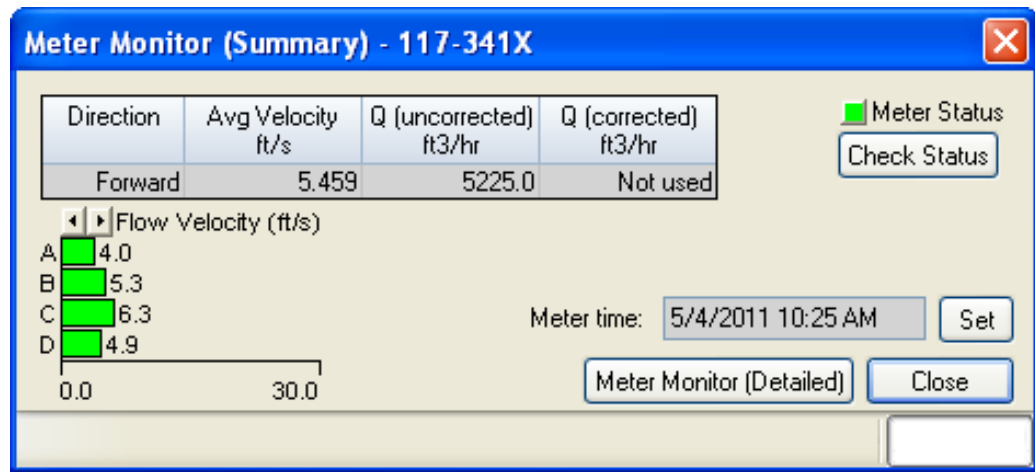 Meter Monitor (Summary) - 117-341X
Direction Avg Velocity ft/s Q (uncorrected) ft3/hr Q (corrected) ft3/hr
Forward 5.459 5225.0 Not used
Meter Status
Check Status
Flow Velocity (ft/s)
A 4.0
B 5.3
C 6.3
D 4.9
0.0 30.0
Meter time: 5/4/2011 10:25 AM Set
Meter Monitor (Detailed) Close